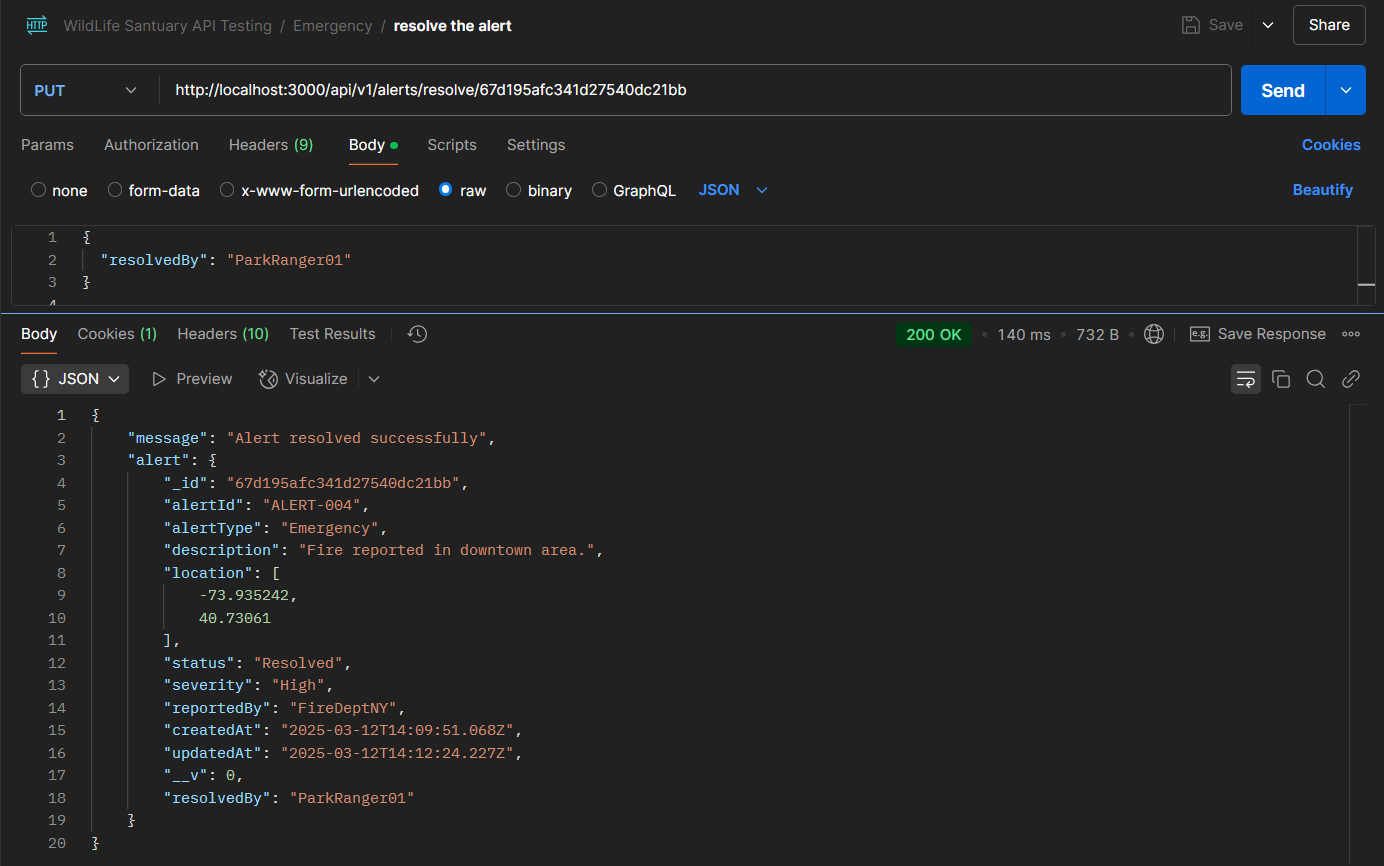 HTTP WildLife Santuary API Testing / Emergency / resolve the alert Save Share
PUT http://localhost:3000/api/v1/alerts/resolve/67d195afc341d27540dc21bb Send
Params Authorization Headers (9) Body Scripts Settings Cookies
none form-data x-www-form-urlencoded raw binary GraphQL JSON Beautify
1 {
2 "resolvedBy": "ParkRanger01"
3 }
4
Body Cookies (1) Headers (10) Test Results 200 OK 140 ms 732 B e.g. Save Response
{} JSON Preview Visualize
1 {
2 "message": "Alert resolved successfully",
3 "alert": {
4 "_id": "67d195afc341d27540dc21bb",
5 "alertId": "ALERT-004",
6 "alertType": "Emergency",
7 "description": "Fire reported in downtown area.",
8 "location": [
9 -73.935242,
10 40.73061
11 ],
12 "status": "Resolved",
13 "severity": "High",
14 "reportedBy": "FireDeptNY",
15 "createdAt": "2025-03-12T14:09:51.068Z",
16 "updatedAt": "2025-03-12T14:12:24.227Z",
17 "__v": 0,
18 "resolvedBy": "ParkRanger01"
19 }
20 }